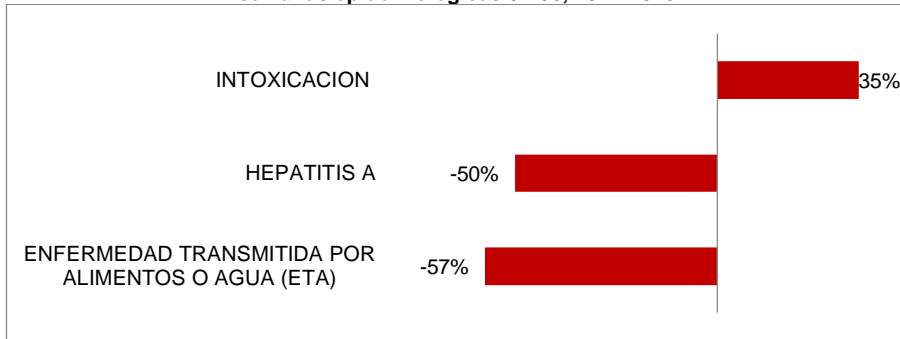 INTOXICACION
35%
HEPATITIS A
-50%
ENFERMEDAD TRANSMITIDA POR
ALIMENTOS O AGUA (ETA)
-57%